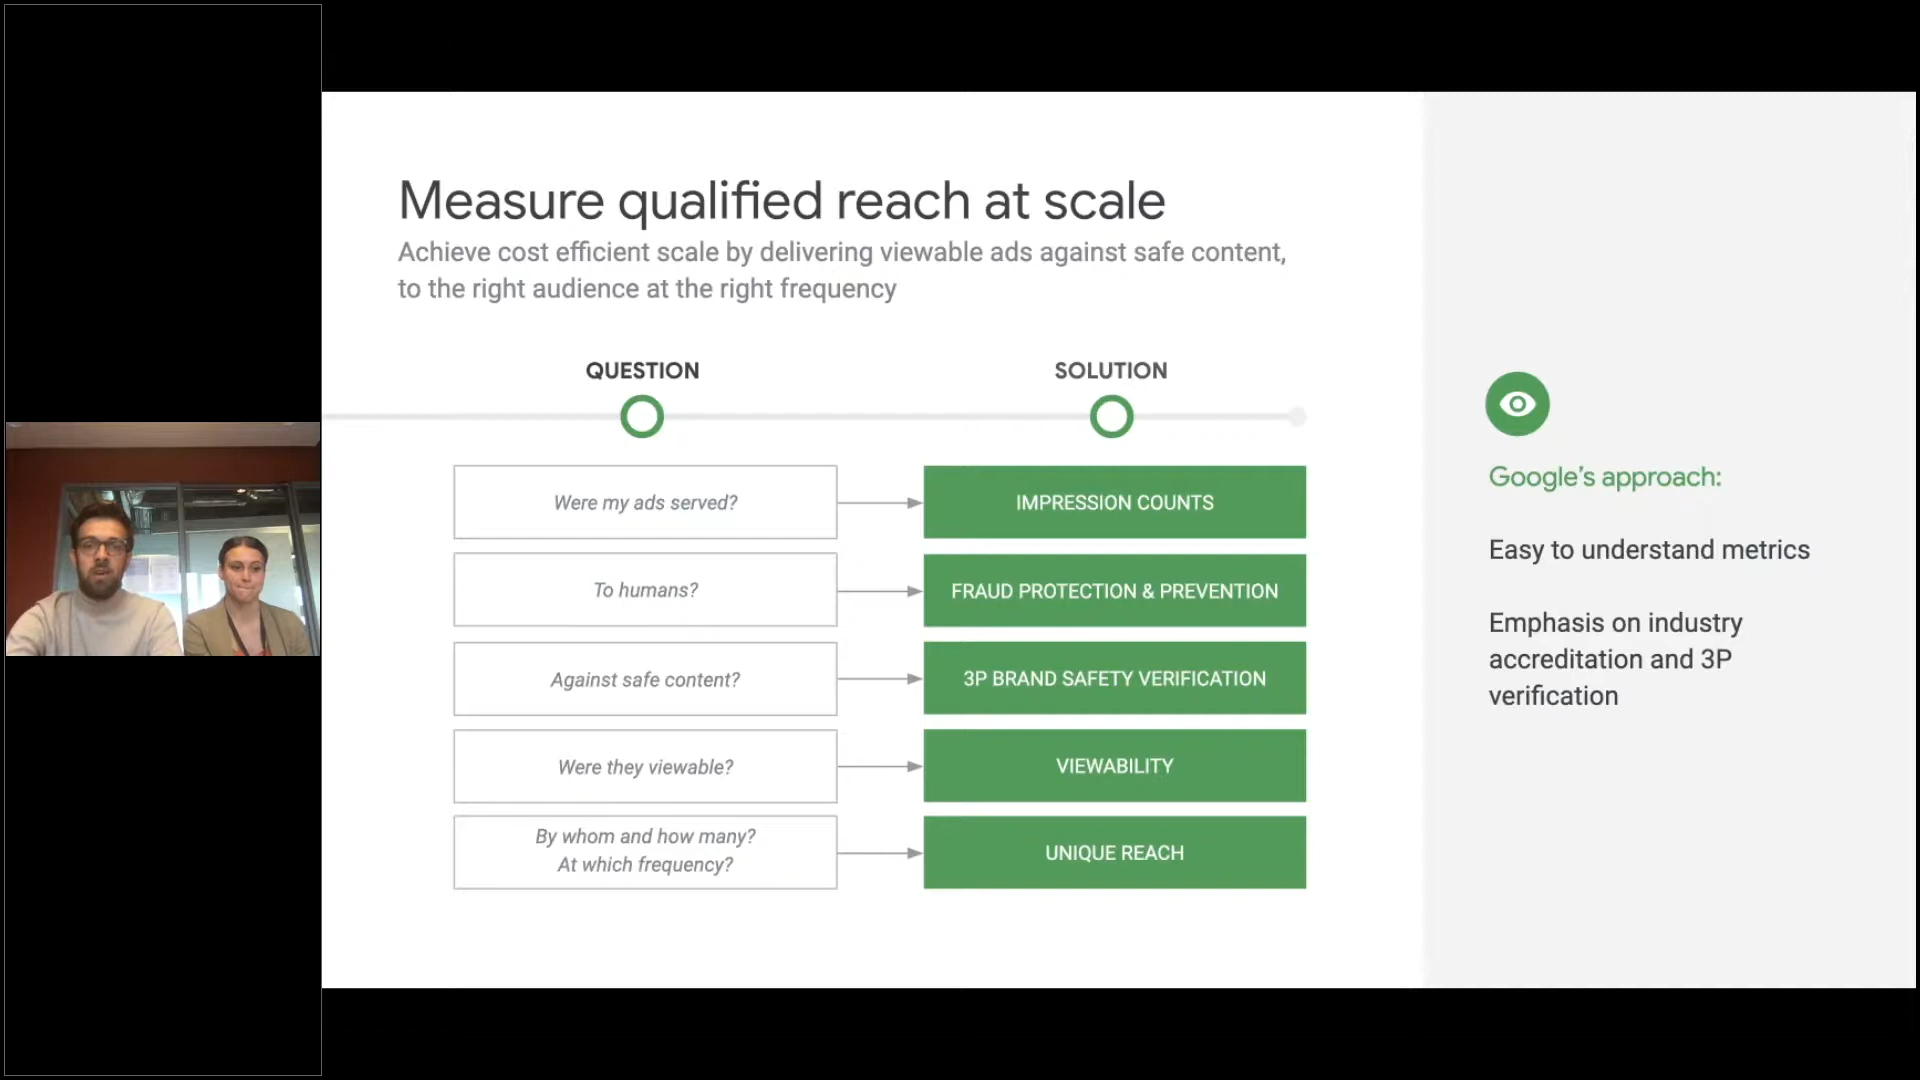 Measure qualified reach at scale
Achieve cost efficient scale by delivering viewable ads against safe content,
to the right audience at the right frequency
QUESTION
SOLUTION
Were my ads served?
IMPRESSION COUNTS
To humans?
FRAUD PROTECTION & PREVENTION
Against safe content?
3P BRAND SAFETY VERIFICATION
Were they viewable?
VIEWABILITY
By whom and how many?
At which frequency?
UNIQUE REACH
Google's approach:
Easy to understand metrics
Emphasis on industry
accreditation and 3P
verification